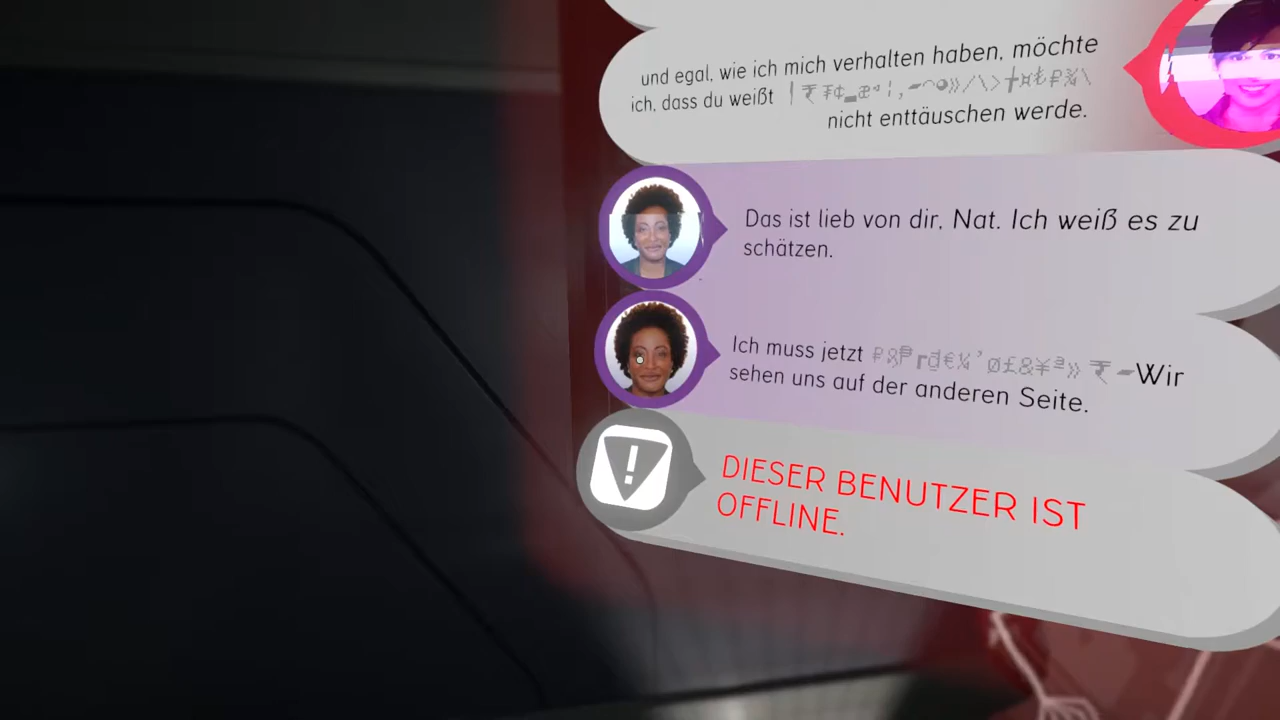 und egal, wie ich mich verhalten haben, möchte
ich, dass du weißt
nicht enttäuschen werde.
Das ist lieb von dir, Nat. Ich weiß es zu
schätzen.
Ich muss jetzt Wir
sehen uns auf der anderen Seite.
DIESER BENUTZER IST
OFFLINE.